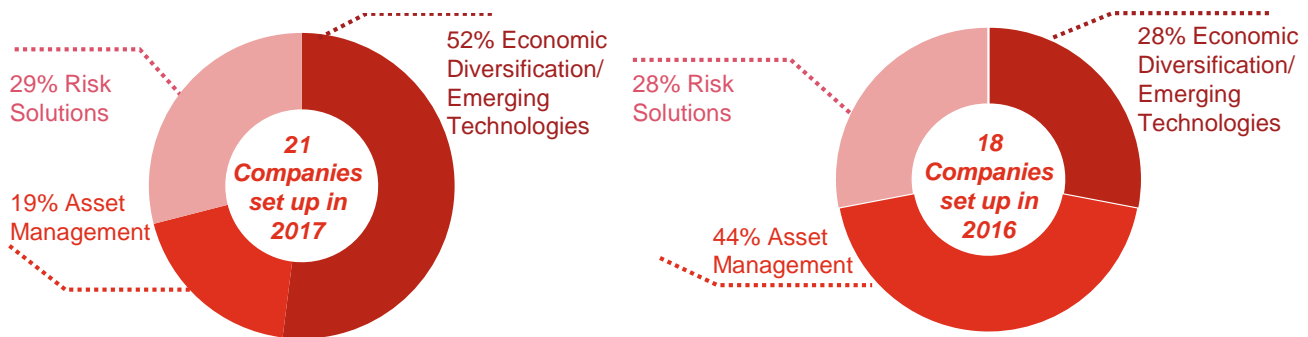 52% Economic
Diversification/
Emerging
Technologies
29% Risk
Solutions
21
Companies
set up in
2017
19% Asset
Management
28% Economic
Diversification/
Emerging
Technologies
28% Risk
Solutions
18
Companies
set up in
2016
44% Asset
Management